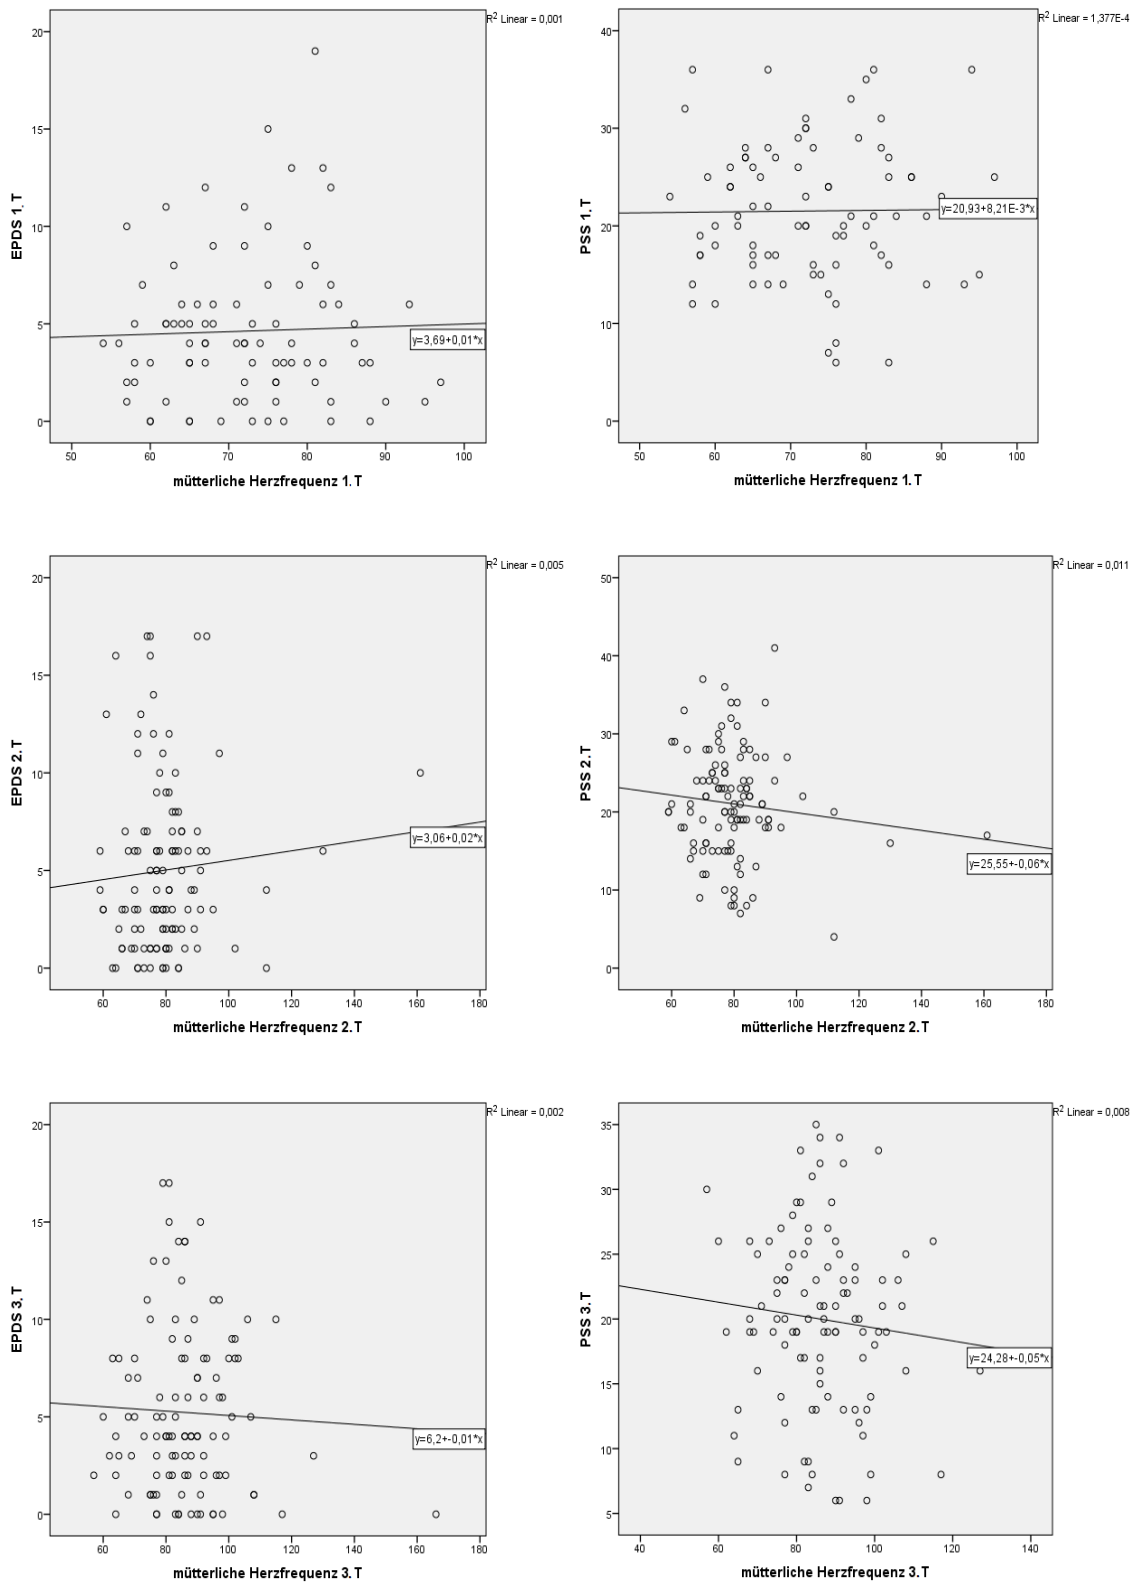 R² Linear = 0,001
20
15
10
5
0
EPDS 1. T
y=3,69+0,01*x
50 60 70 80 90 100
mütterliche Herzfrequenz 1. T
R² Linear = 1,377E-4
40
30
20
10
0
PSS 1. T
y=20,93+8,21E-3*x
50 60 70 80 90 100
mütterliche Herzfrequenz 1. T
R² Linear = 0,005
20
15
10
5
0
EPDS 2. T
y=3,06+0,02*x
60 80 100 120 140 160 180
mütterliche Herzfrequenz 2. T
R² Linear = 0,011
50
40
30
20
10
0
PSS 2. T
y=25,55+-0,06*x
60 80 100 120 140 160 180
mütterliche Herzfrequenz 2. T
R² Linear = 0,002
20
15
10
5
0
EPDS 3. T
y=6,2+-0,01*x
60 80 100 120 140 160 180
mütterliche Herzfrequenz 3. T
R² Linear = 0,008
35
30
25
20
15
10
5
PSS 3. T
y=24,28+-0,05*x
40 60 80 100 120 140
mütterliche Herzfrequenz 3. T